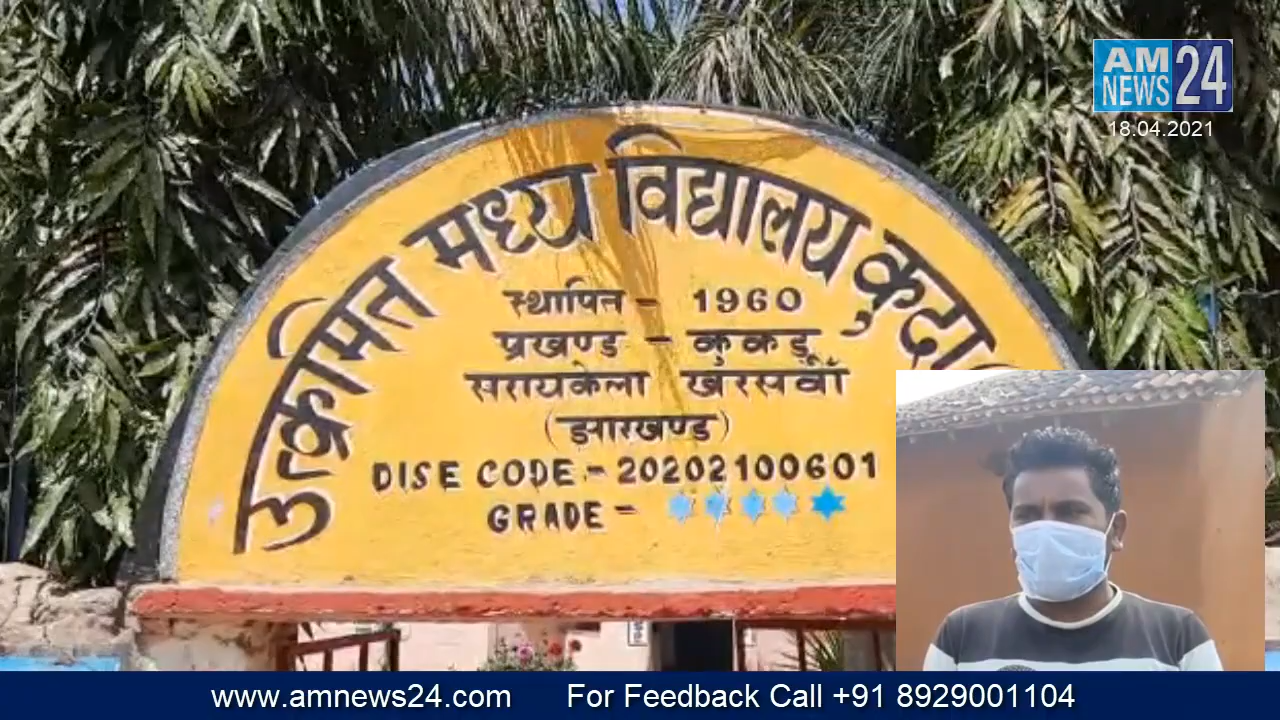 AM
NEWS 24
18.04.2021
उत्क्रमित मध्य विद्यालय कुदा
स्थापित - 1960
प्रखण्ड - कुकड़ू
सरायकेला खरसवाँ
(झारखण्ड)
DISE CODE - 20202100601
GRADE -
www.amnews24.com For Feedback Call +91 8929001104